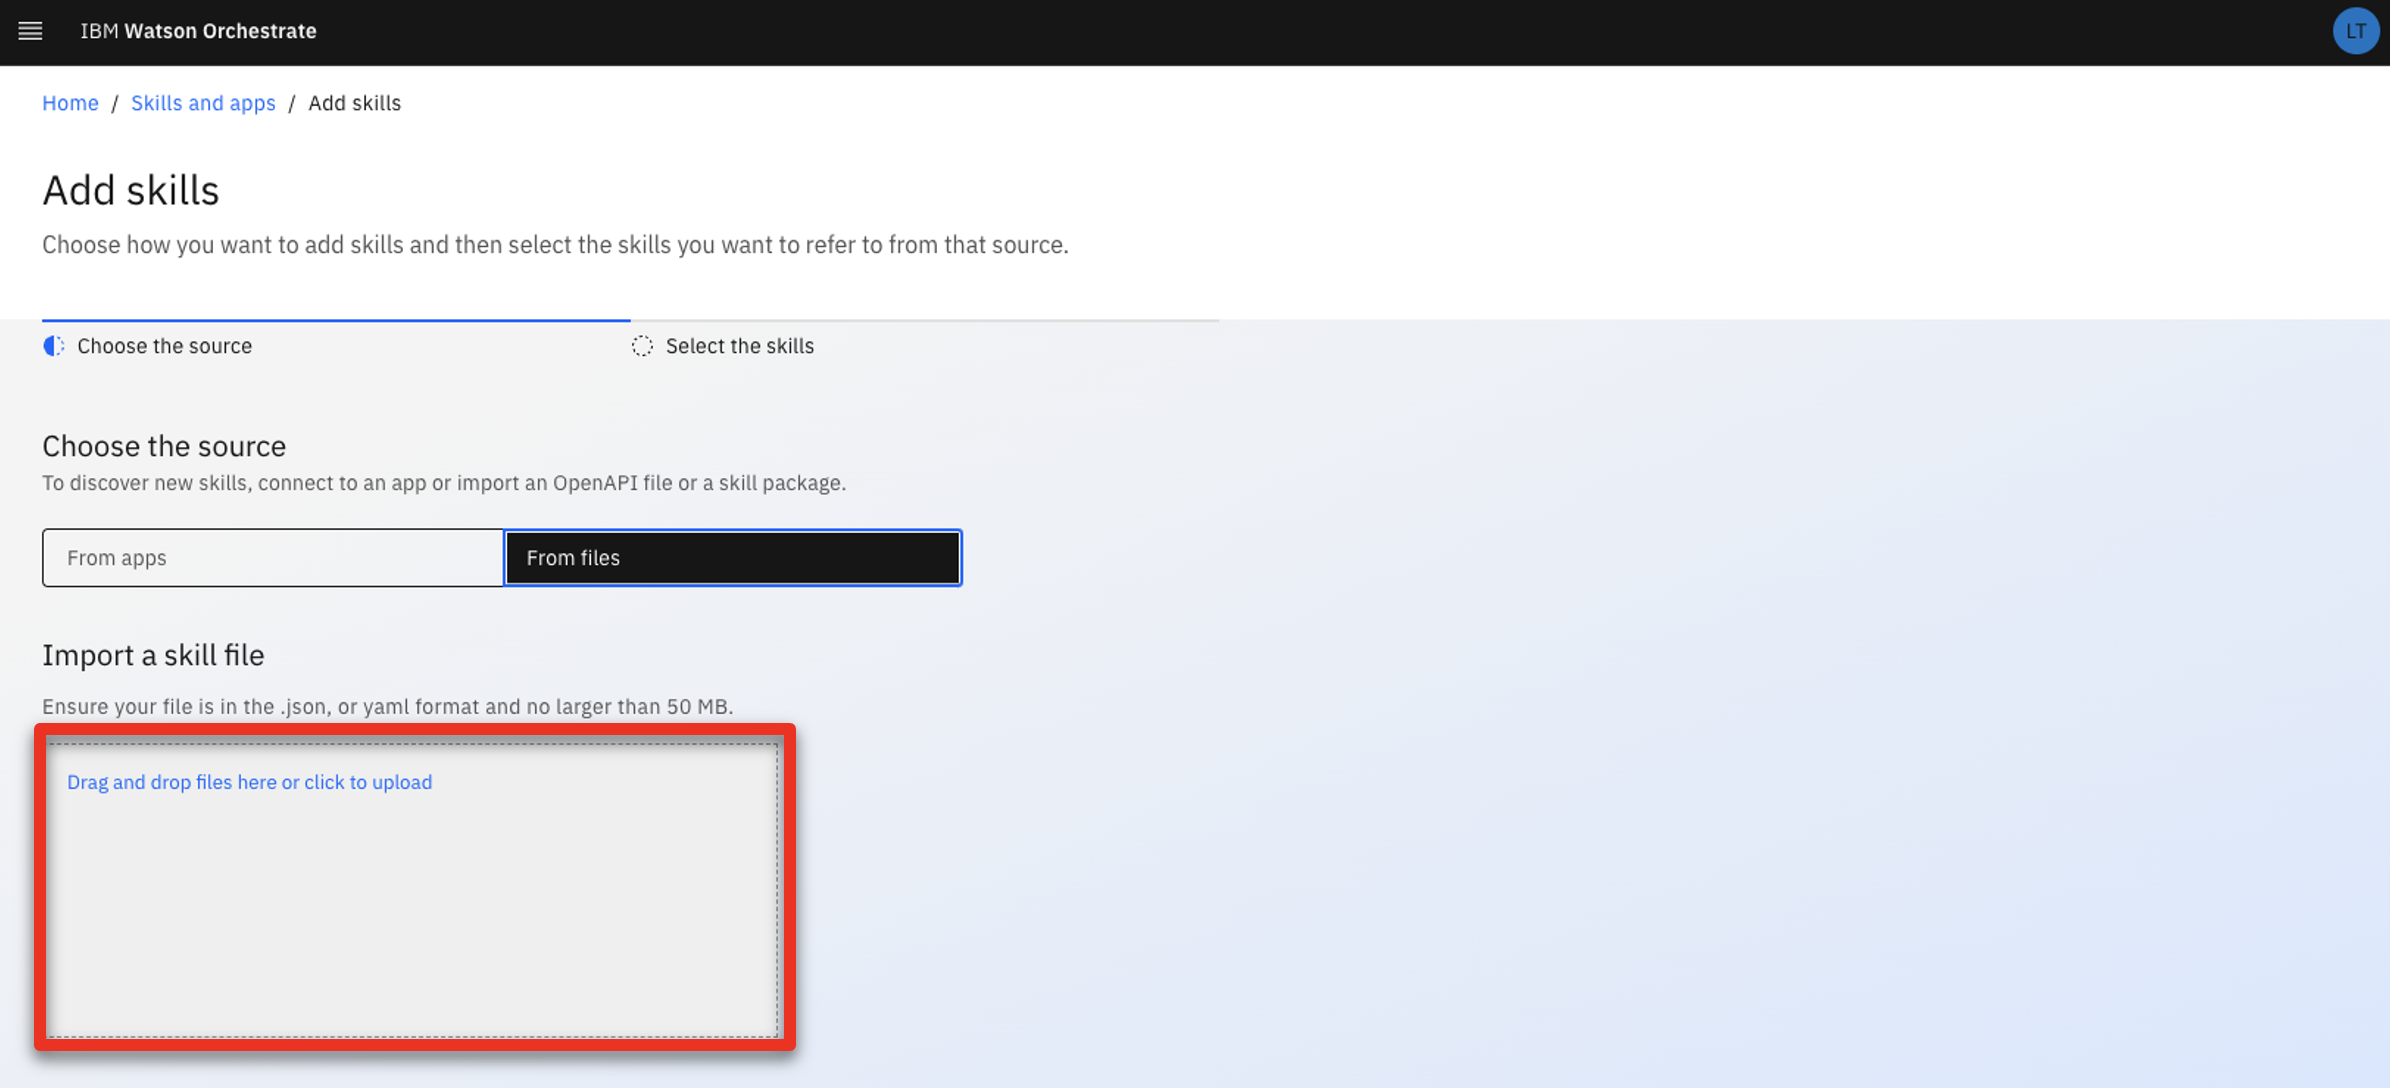 IBM Watson Orchestrate
LT
Home / Skills and apps / Add skills
Add skills
Choose how you want to add skills and then select the skills you want to refer to from that source.
Choose the source
Select the skills
Choose the source
To discover new skills, connect to an app or import an OpenAPI file or a skill package.
From apps
From files
Import a skill file
Ensure your file is in the .json, or yaml format and no larger than 50 MB.
Drag and drop files here or click to upload